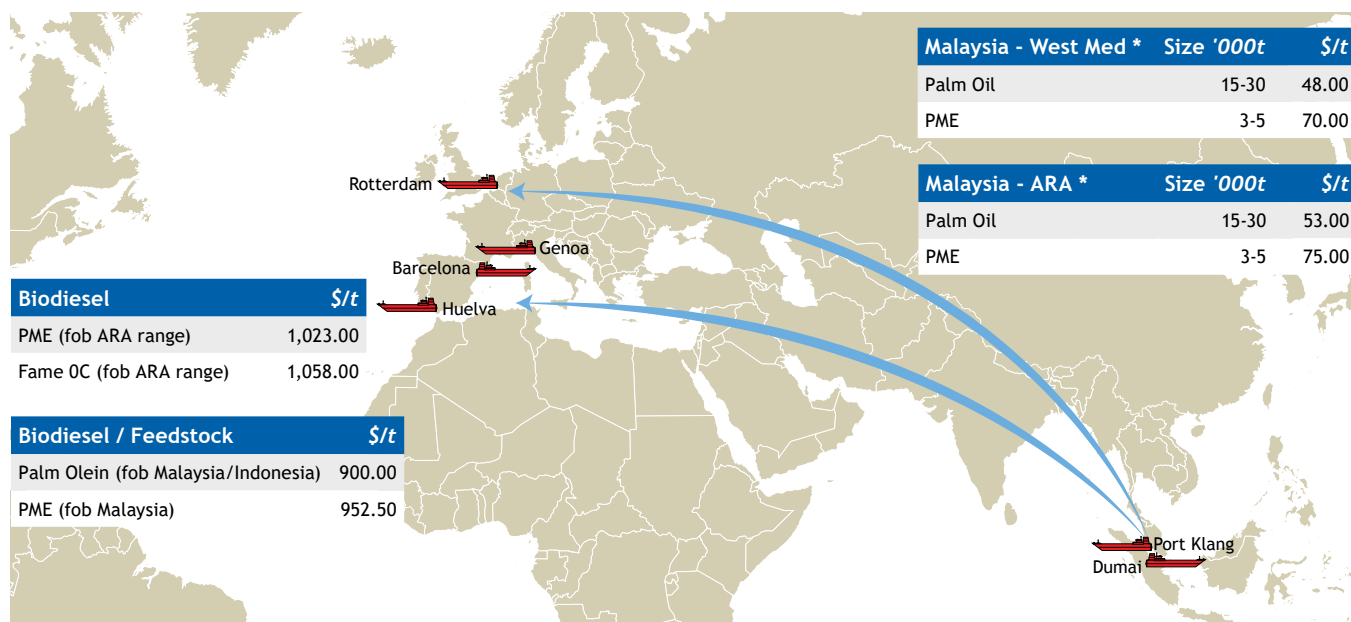 Malaysia - West Med * Size '000t $/t
Palm Oil 15-30 48.00
PME 3-5 70.00
Malaysia - ARA * Size '000t $/t
Palm Oil 15-30 53.00
PME 3-5 75.00
Rotterdam
Genoa
Barcelona
Huelva
Biodiesel $/t
PME (fob ARA range) 1,023.00
Fame 0C (fob ARA range) 1,058.00
Biodiesel / Feedstock $/t
Palm Olein (fob Malaysia/Indonesia) 900.00
PME (fob Malaysia) 952.50
Port Klang
Dumai